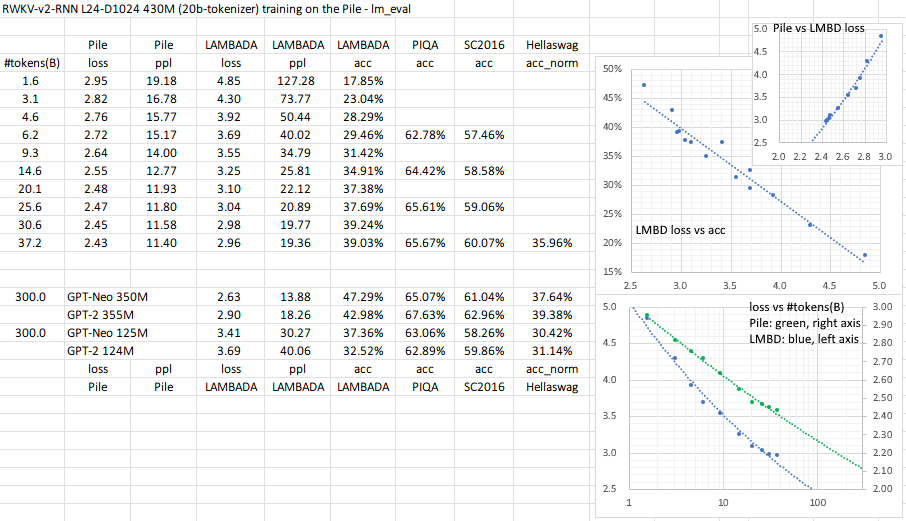 RWKV-v2-RNN L24-D1024 430M (20b-tokenizer) training on the Pile - lm_eval
Pile Pile LAMBADA LAMBADA LAMBADA PIQA SC2016 Hellaswag
#tokens(B) loss ppl loss ppl acc acc acc acc_norm
1.6 2.95 19.18 4.85 127.28 17.85%
3.1 2.82 16.78 4.30 73.77 23.04%
4.6 2.76 15.77 3.92 50.44 28.29%
6.2 2.72 15.17 3.69 40.02 29.46% 62.78% 57.46%
9.3 2.64 14.00 3.55 34.79 31.42%
14.6 2.55 12.77 3.25 25.81 34.91% 64.42% 58.58%
20.1 2.48 11.93 3.10 22.12 37.38%
25.6 2.47 11.80 3.04 20.89 37.69% 65.61% 59.06%
30.6 2.45 11.58 2.98 19.77 39.24%
37.2 2.43 11.40 2.96 19.36 39.03% 65.67% 60.07% 35.96%
300.0 GPT-Neo 350M 2.63 13.88 47.29% 65.07% 61.04% 37.64%
GPT-2 355M 2.90 18.26 42.98% 67.63% 62.96% 39.38%
300.0 GPT-Neo 125M 3.41 30.27 37.36% 63.06% 58.26% 30.42%
GPT-2 124M 3.69 40.06 32.52% 62.89% 59.86% 31.14%
loss ppl loss ppl acc acc acc acc_norm
Pile Pile LAMBADA LAMBADA LAMBADA PIQA SC2016 Hellaswag
Pile vs LMBD loss
5.0
4.5
4.0
3.5
3.0
2.5
2.0 2.2 2.4 2.6 2.8 3.0
50%
45%
40%
35%
30%
25%
20%
15%
LMBD loss vs acc
2.5 3.0 3.5 4.0 4.5 5.0
loss vs #tokens(B)
Pile: green, right axis
LMBD: blue, left axis
5.0
4.5
4.0
3.5
3.0
2.5
3.00
2.90
2.80
2.70
2.60
2.50
2.40
2.30
2.20
2.10
2.00
1 10 100